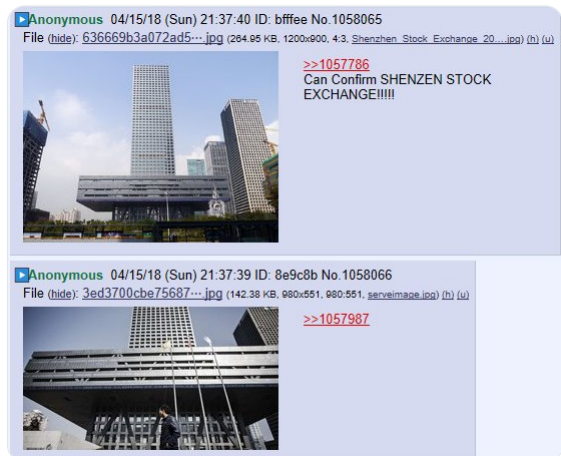 Anonymous 04/15/18 (Sun) 21:37:40 ID: bfffee No.1058065
File (hide): 636669b3a072ad5⋯.jpg (264.95 KB, 1200x900, 4:3, Shenzhen_Stock_Exchange_20….jpg) (h) (u)
>>1057786
Can Confirm SHENZEN STOCK
EXCHANGE!!!!!
Anonymous 04/15/18 (Sun) 21:37:39 ID: 8e9c8b No.1058066
File (hide): 3ed3700cbe75687⋯.jpg (142.38 KB, 980x551, 980:551, serveimage.jpg) (h) (u)
>>1057987